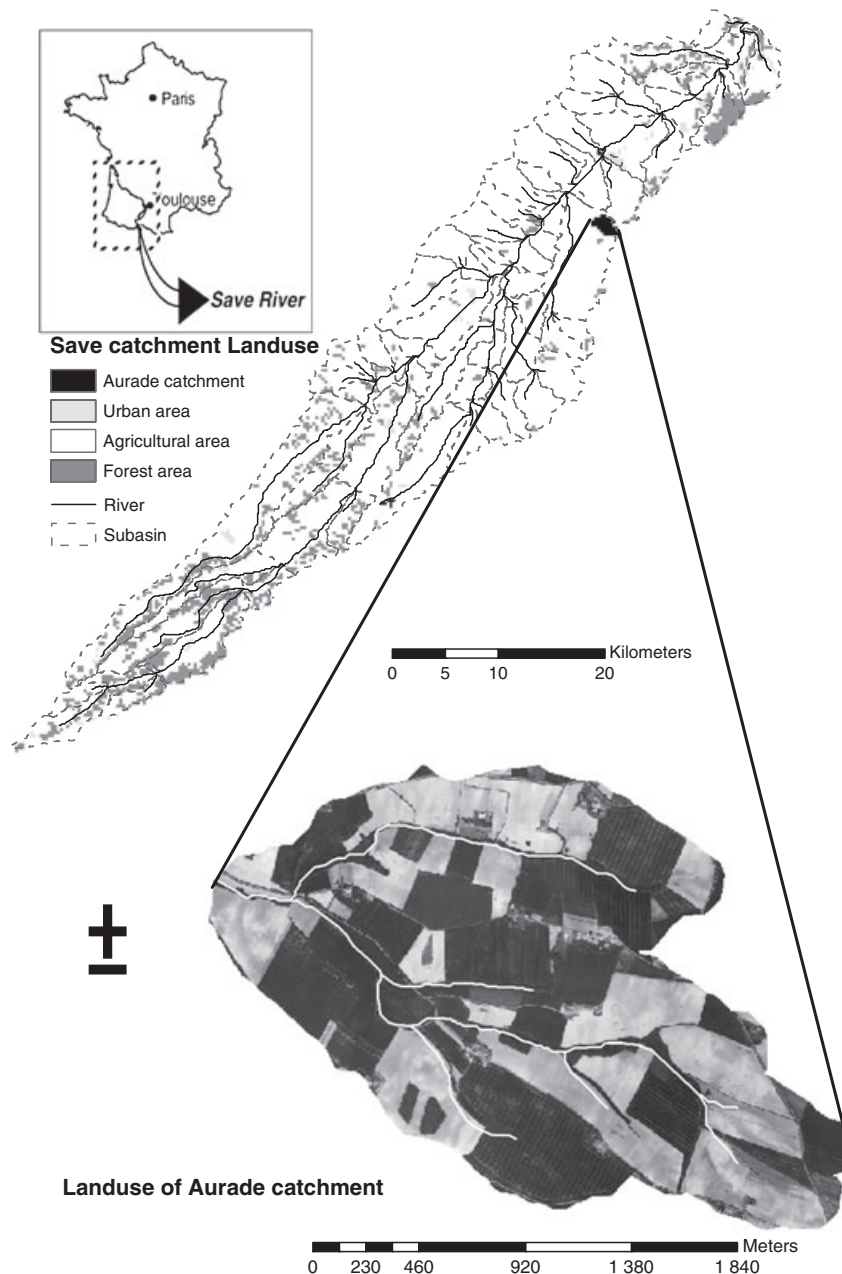 Paris
Toulouse
Save River
Save catchment Landuse
Aurade catchment
Urban area
Agricultural area
Forest area
River
Subasin
Kilometers
0 5 10 20
±
Landuse of Aurade catchment
Meters
0 230 460 920 1 380 1 840